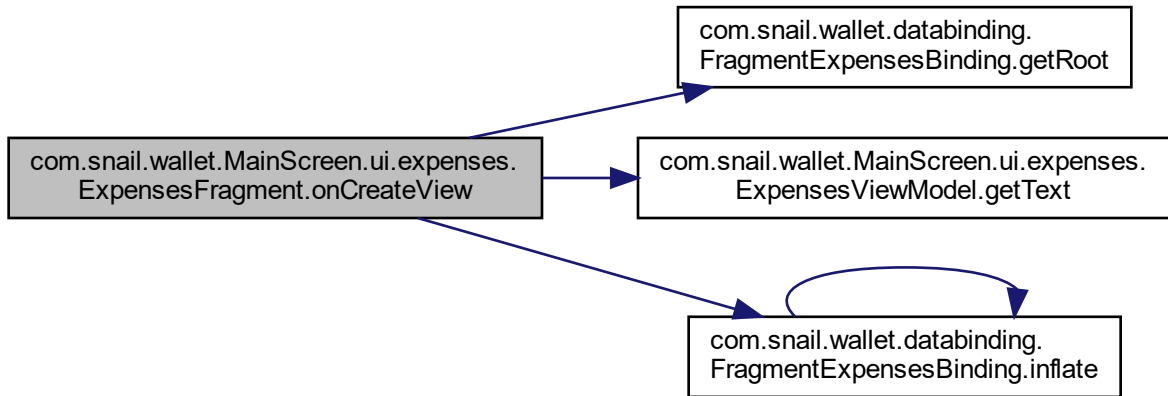 com.snail.wallet.databinding.
FragmentExpensesBinding.getRoot
com.snail.wallet.MainScreen.ui.expenses.
ExpensesFragment.onCreateView
com.snail.wallet.MainScreen.ui.expenses.
ExpensesViewModel.getText
com.snail.wallet.databinding.
FragmentExpensesBinding.inflate